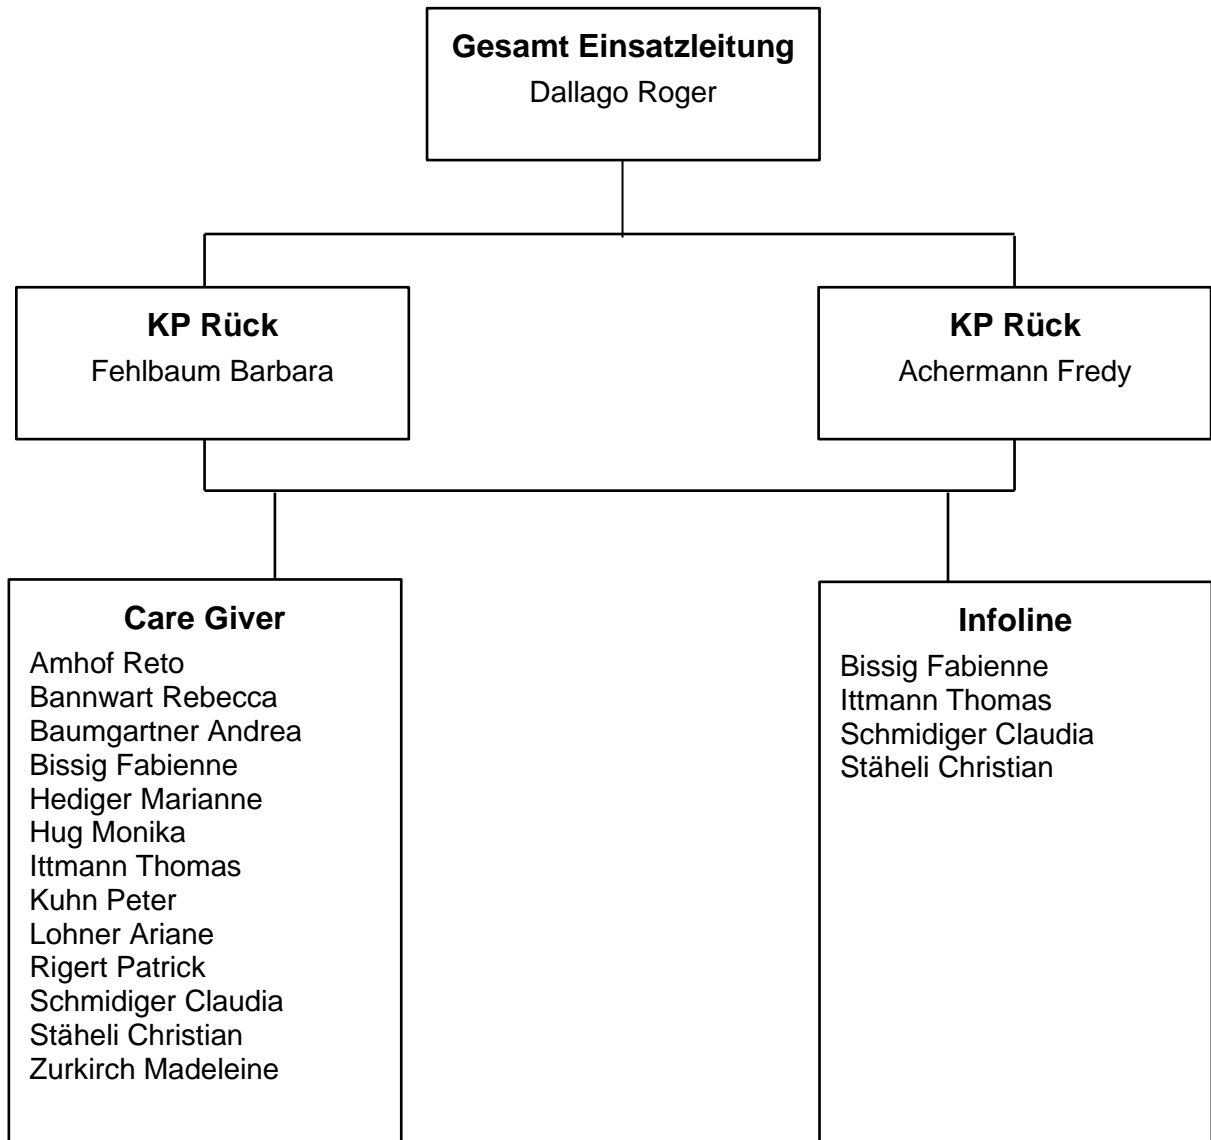 Gesamt Einsatzleitung
Dallago Roger
KP Rück
Fehlbaum Barbara
KP Rück
Achermann Fredy
Care Giver
Amhof Reto
Bannwart Rebecca
Baumgartner Andrea
Bissig Fabienne
Hediger Marianne
Hug Monika
Ittmann Thomas
Kuhn Peter
Lohner Ariane
Rigert Patrick
Schmidiger Claudia
Stäheli Christian
Zurkirch Madeleine
Infoline
Bissig Fabienne
Ittmann Thomas
Schmidiger Claudia
Stäheli Christian